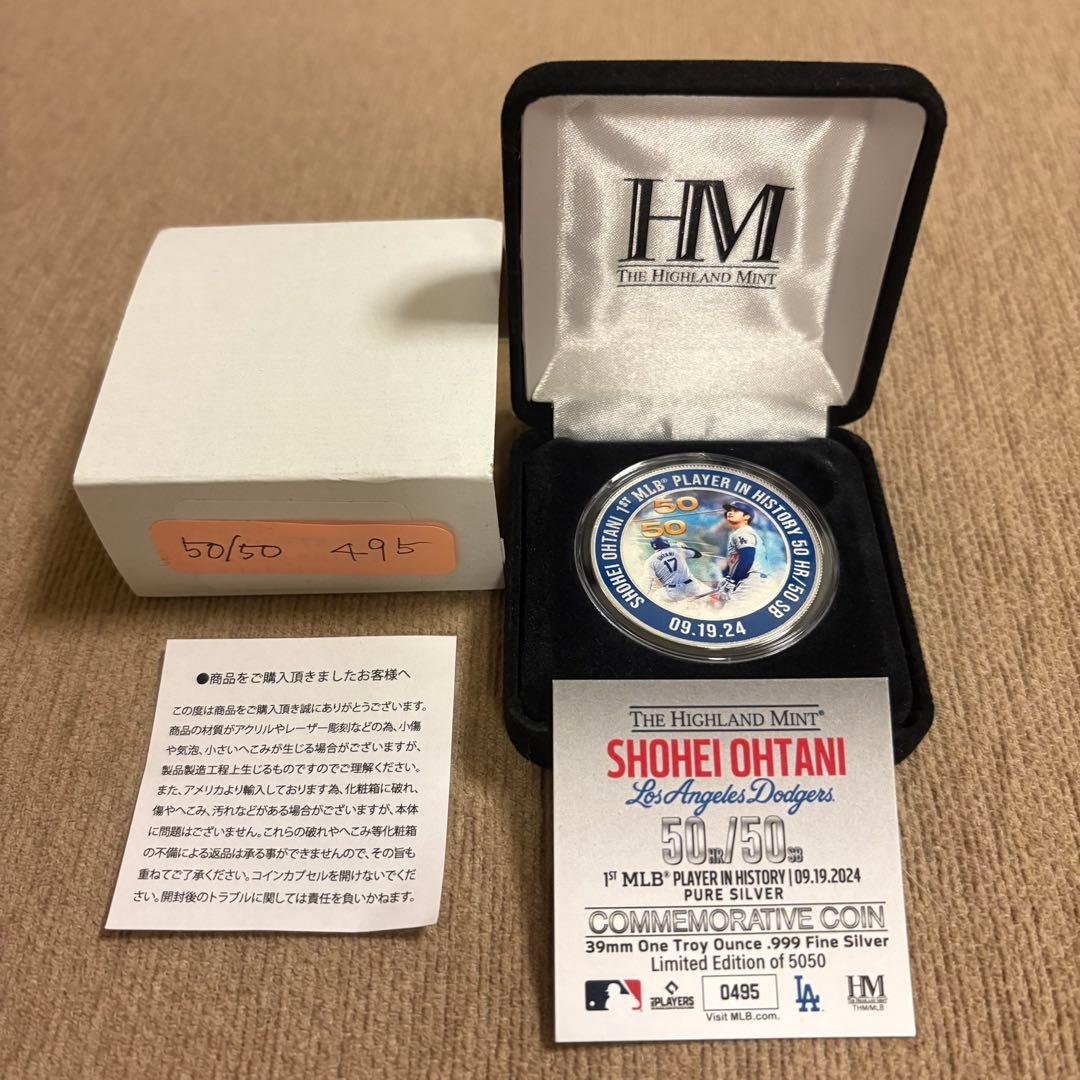 HM
THE HIGHLAND MINT
SHOHEI OHTANI 1ST MLB® PLAYER IN HISTORY 50 HR/50 SB
50
50
OHTANI
17
LA
09.19.24
50/50 495
●商品をご購入頂きましたお客様へ
この度は商品をご購入頂き誠にありがとうございます。
商品の材質がアクリルやレーザー彫刻などの為、小傷
や気泡、小さいへこみが生じる場合がございますが、
製品製造工程上生じるものですのでご理解ください。
また、アメリカより輸入しております為、化粧箱に破れ、
傷やへこみ、汚れなどがある場合がございますが、本体
に問題はございません。これらの破れやへこみ等化粧箱
の不備による返品は承る事ができませんので、その旨も
重ねてご了承ください。コインカプセルを開けないでくだ
さい。開封後のトラブルに関しては責任を負いかねます。
THE HIGHLAND MINT®
SHOHEI OHTANI
Los Angeles Dodgers
50HR/50SB
1ST MLB® PLAYER IN HISTORY | 09.19.2024
PURE SILVER
COMMEMORATIVE COIN
39mm One Troy Ounce .999 Fine Silver
Limited Edition of 5050
PLAYERS
0495
LA
HM
THE HIGHLAND MINT
THM/MLB
Visit MLB.com.